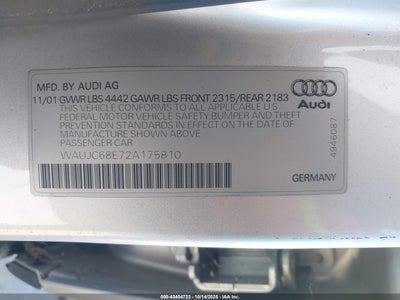 MFD. BY AUDI AG
11/01 GVWR LBS 4442 GAWR LBS FRONT 2315/REAR 2183
THIS VEHICLE CONFORMS TO ALL APPLICABLE U S
FEDERAL MOTOR VEHICLE SAFETY BUMPER AND THEFT
PREVENTION STANDARDS IN EFFECT ON THE DATE OF
MANUFACTURE SHOWN ABOVE
PASSENGER CAR
WAUJC68E72A175810
Audi
4946087
GERMANY
000-43454733 - 10/14/2025 - IAA Inc.